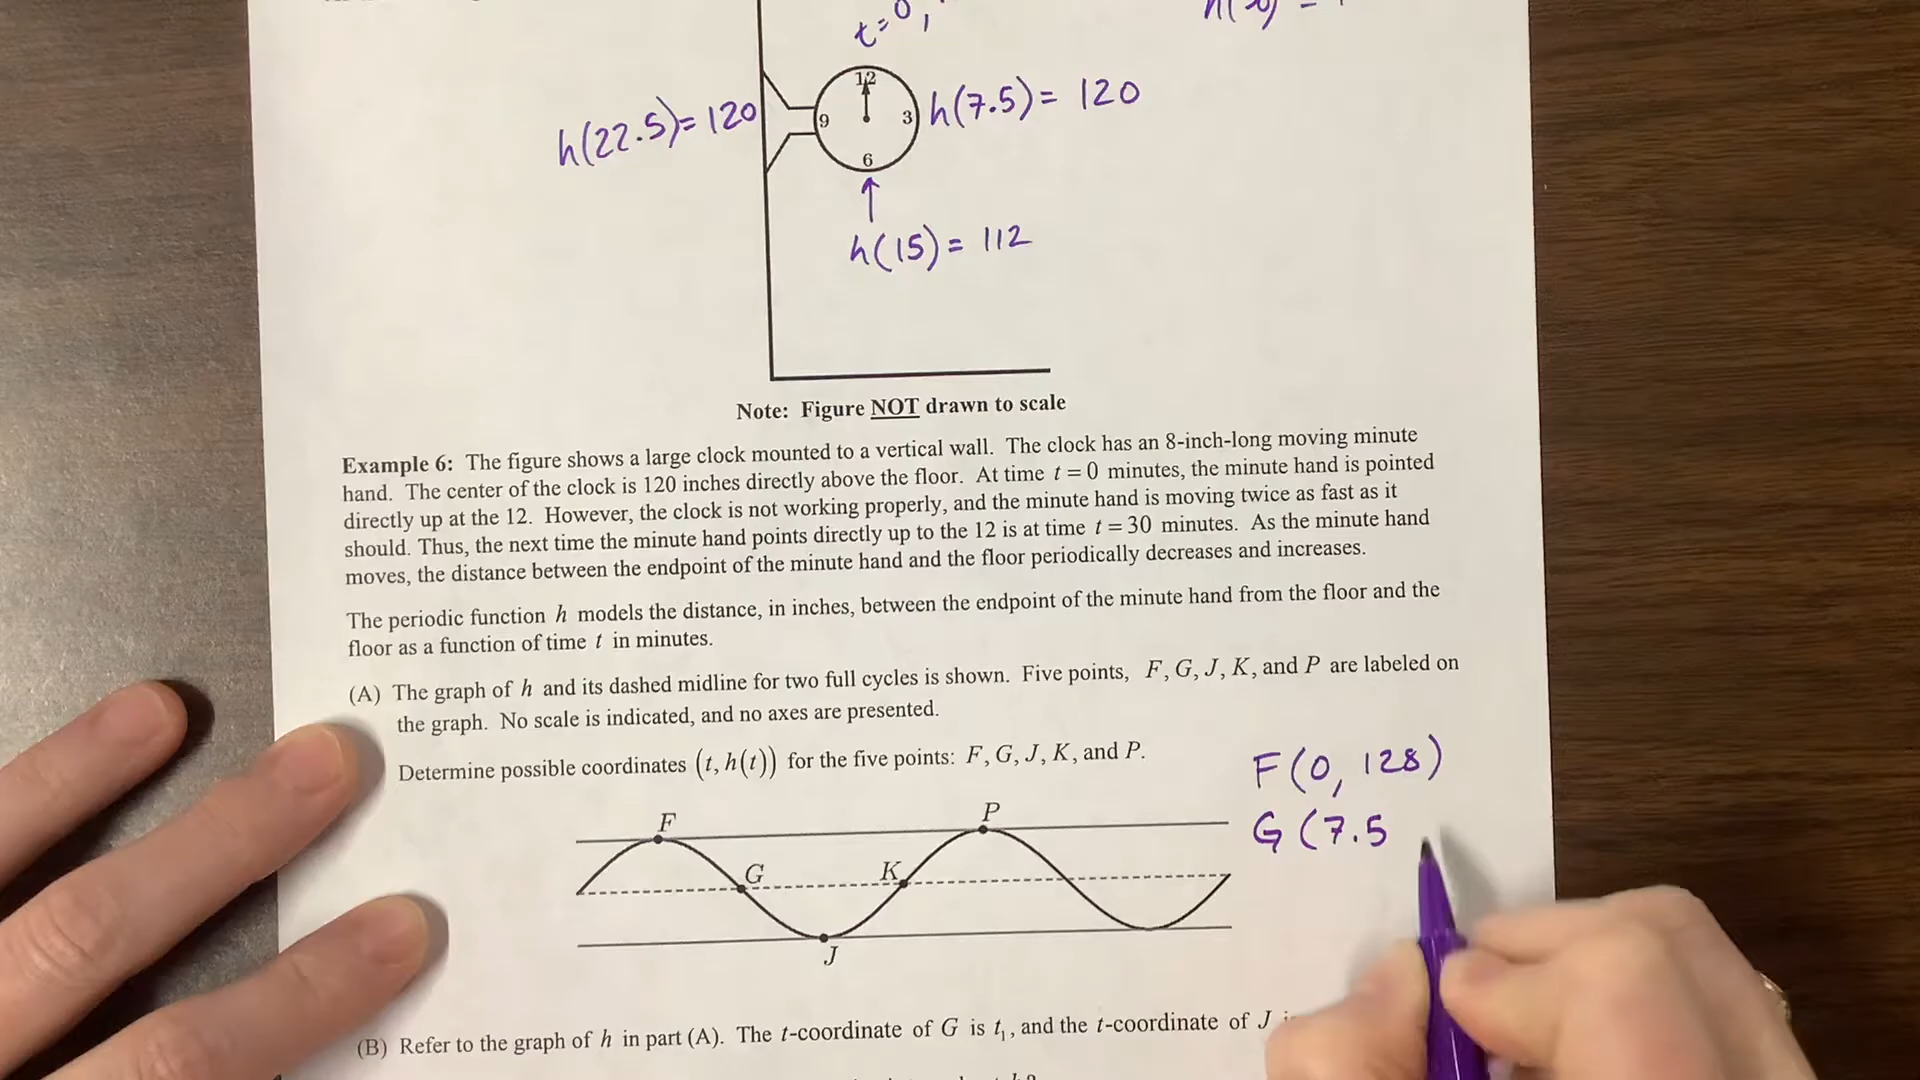 t=0,
12
9
3
6
h(22.5)=120
h(7.5)= 120
h(15)= 112
Note: Figure NOT drawn to scale
Example 6: The figure shows a large clock mounted to a vertical wall. The clock has an 8-inch-long moving minute
hand. The center of the clock is 120 inches directly above the floor. At time t = 0 minutes, the minute hand is pointed
directly up at the 12. However, the clock is not working properly, and the minute hand is moving twice as fast as it
should. Thus, the next time the minute hand points directly up to the 12 is at time t = 30 minutes. As the minute hand
moves, the distance between the endpoint of the minute hand and the floor periodically decreases and increases.
The periodic function h models the distance, in inches, between the endpoint of the minute hand from the floor and the
floor as a function of time t in minutes.
(A) The graph of h and its dashed midline for two full cycles is shown. Five points, F, G, J, K, and P are labeled on
the graph. No scale is indicated, and no axes are presented.
Determine possible coordinates (t, h(t)) for the five points: F, G, J, K, and P.
F(0, 128)
G(7.5
F
P
G
K
J
(B) Refer to the graph of h in part (A). The t-coordinate of G is t₁, and the t-coordinate of J